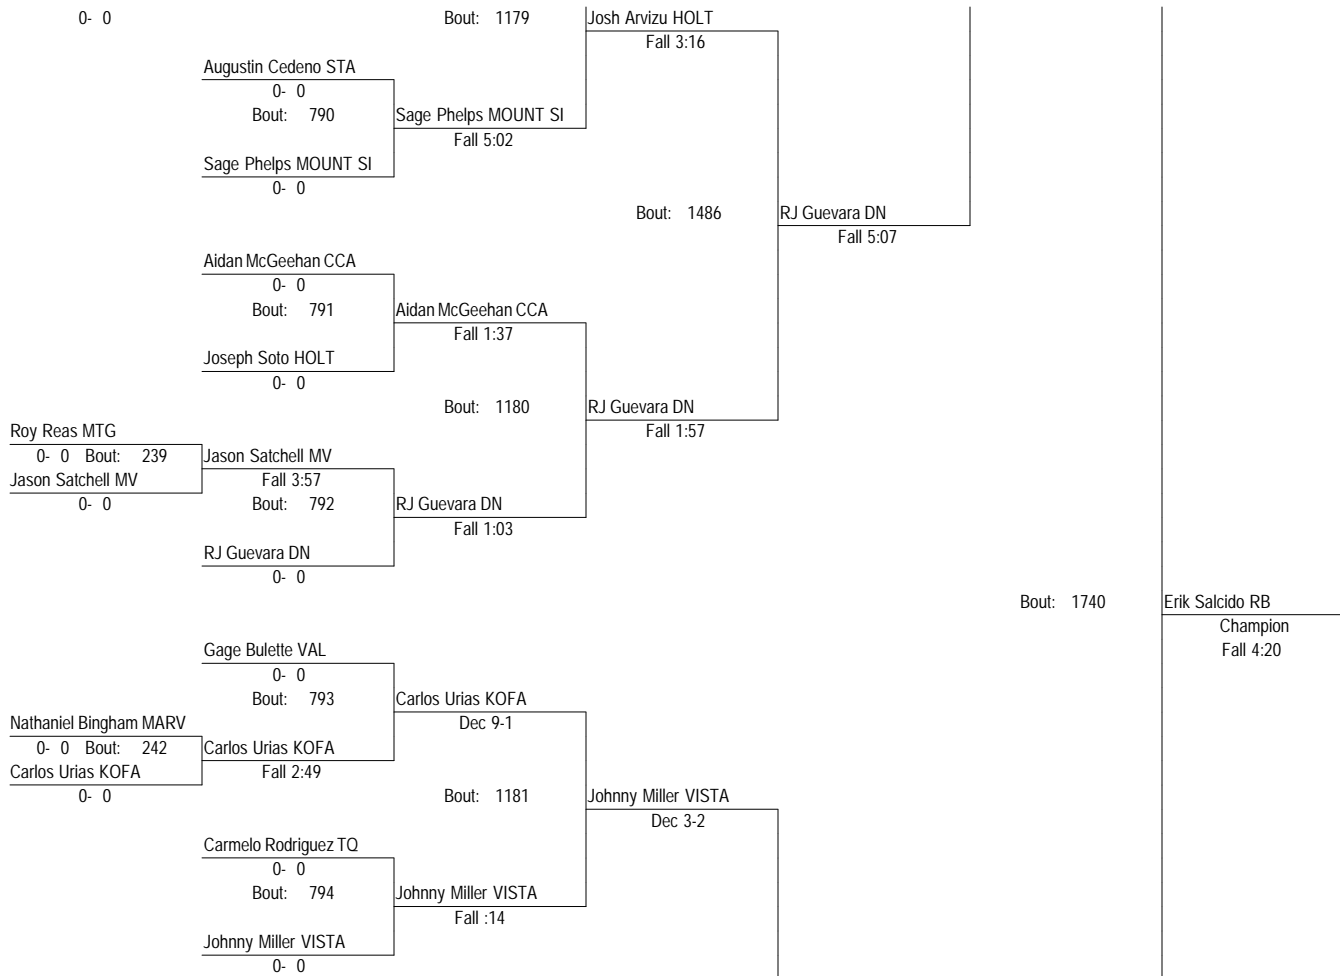 0- 0 Bout: 1179 Josh Arvizu HOLT
Fall 3:16
Augustin Cedeno STA
0- 0
Bout: 790 Sage Phelps MOUNT SI
Fall 5:02
Sage Phelps MOUNT SI
0- 0
Bout: 1486 RJ Guevara DN
Fall 5:07
Aidan McGeehan CCA
0- 0
Bout: 791 Aidan McGeehan CCA
Fall 1:37
Joseph Soto HOLT
0- 0
Bout: 1180 RJ Guevara DN
Fall 1:57
Roy Reas MTG
0- 0 Bout: 239 Jason Satchell MV
Jason Satchell MV Fall 3:57
0- 0 Bout: 792 RJ Guevara DN
Fall 1:03
RJ Guevara DN
0- 0
Bout: 1740 Erik Salcido RB
Champion
Fall 4:20
Gage Bulette VAL
0- 0
Bout: 793 Carlos Urias KOFA
Dec 9-1
Nathaniel Bingham MARV
0- 0 Bout: 242 Carlos Urias KOFA
Carlos Urias KOFA Fall 2:49
0- 0 Bout: 1181 Johnny Miller VISTA
Dec 3-2
Carmelo Rodriguez TQ
0- 0
Bout: 794 Johnny Miller VISTA
Fall :14
Johnny Miller VISTA
0- 0